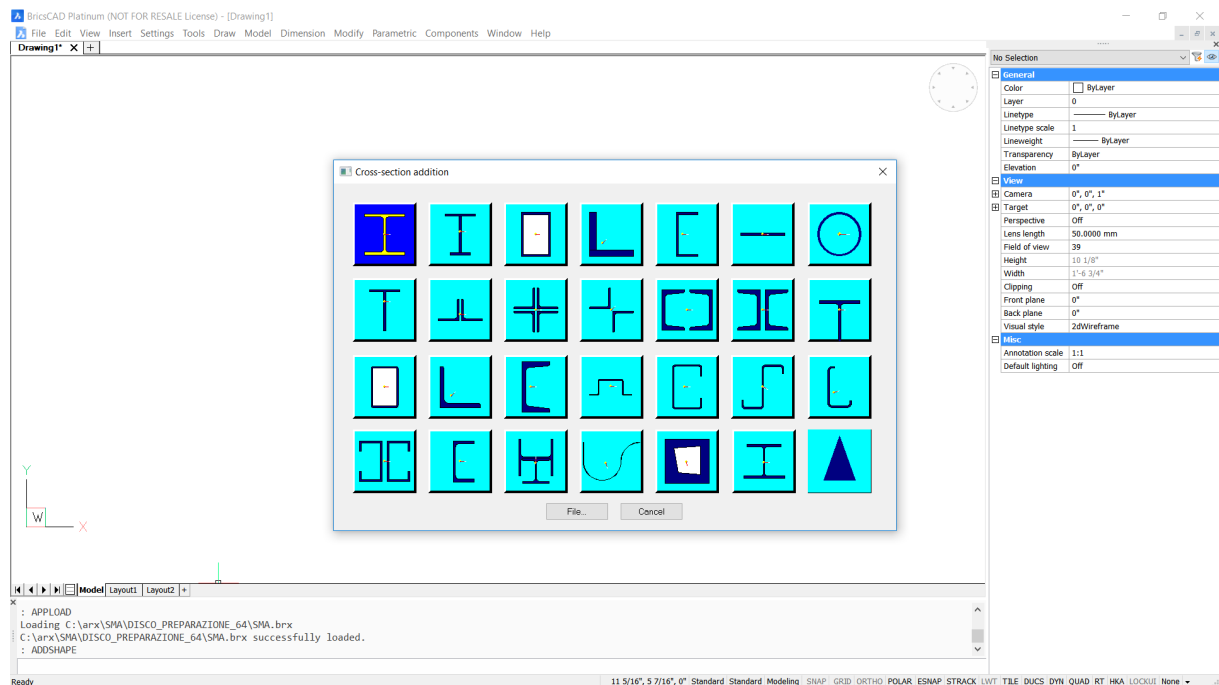 BricsCAD Platinum (NOT FOR RESALE License) - [Drawing1]
File Edit View Insert Settings Tools Draw Model Dimension Modify Parametric Components Window Help
Drawing1*
No Selection
General
Color ByLayer
Layer 0
Linetype ByLayer
Linetype scale 1
Lineweight ByLayer
Transparency ByLayer
Elevation 0"
View
Camera 0", 0", 1"
Target 0", 0", 0"
Perspective Off
Lens length 50.0000 mm
Field of view 39
Height 10 1/8"
Width 1'-6 3/4"
Clipping Off
Front plane 0"
Back plane 0"
Visual style 2dWireframe
Misc
Annotation scale 1:1
Default lighting Off
Cross-section addition
File...
Cancel
Y
W
X
Model Layout1 Layout2 +
: APPLOAD
Loading C:\arx\SMA\DISCO_PREPARAZIONE_64\SMA.brx
C:\arx\SMA\DISCO_PREPARAZIONE_64\SMA.brx successfully loaded.
: ADDSHAPE
Ready
11 5/16", 5 7/16", 0" Standard Standard Modeling SNAP GRID ORTHO POLAR ESNAP STRACK LWT TILE DUCS DYN QUAD RT HKA LOCKUI None